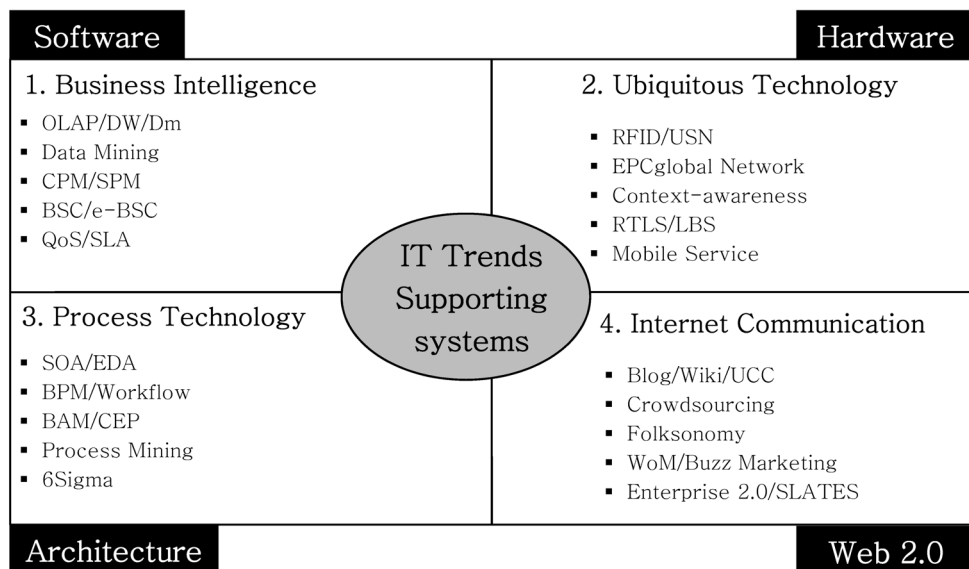 Software
Hardware
1. Business Intelligence
▪ OLAP/DW/Dm
▪ Data Mining
▪ CPM/SPM
▪ BSC/e-BSC
▪ QoS/SLA
2. Ubiquitous Technology
▪ RFID/USN
▪ EPCglobal Network
▪ Context-awareness
▪ RTLS/LBS
▪ Mobile Service
IT Trends
Supporting
systems
3. Process Technology
▪ SOA/EDA
▪ BPM/Workflow
▪ BAM/CEP
▪ Process Mining
▪ 6Sigma
4. Internet Communication
▪ Blog/Wiki/UCC
▪ Crowdsourcing
▪ Folksonomy
▪ WoM/Buzz Marketing
▪ Enterprise 2.0/SLATES
Architecture
Web 2.0